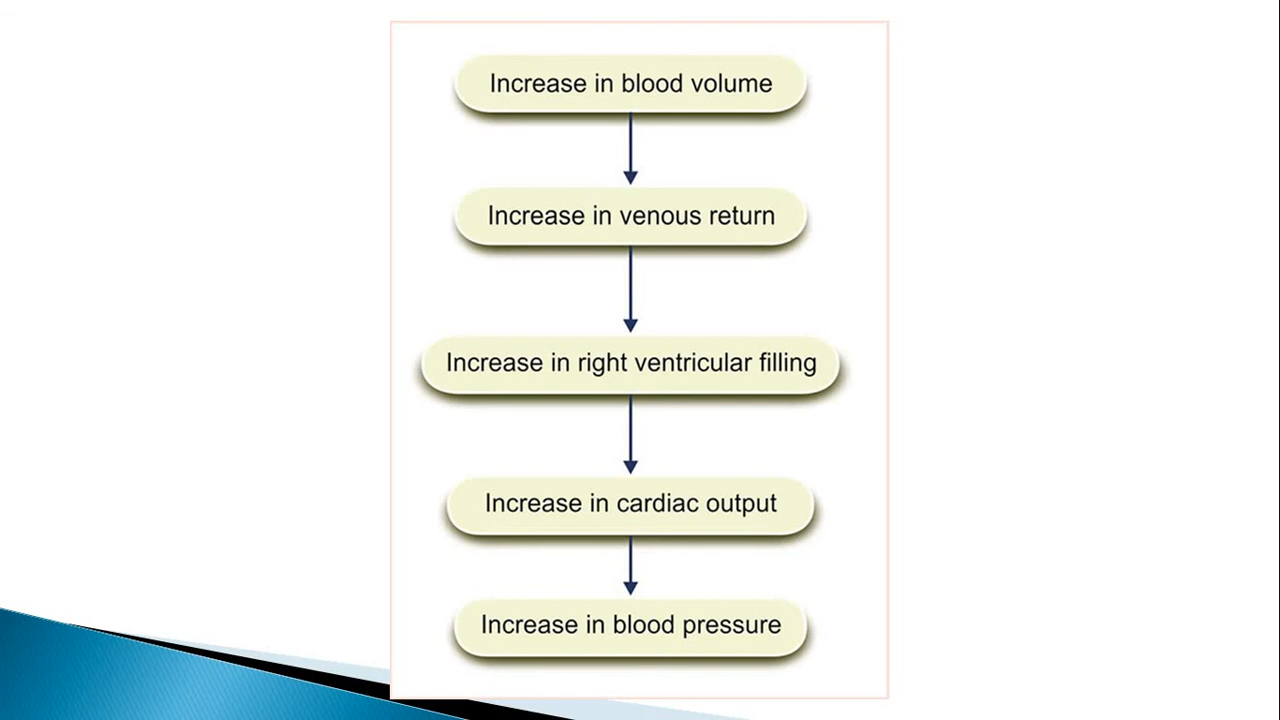 Increase in blood volume
Increase in venous return
Increase in right ventricular filling
Increase in cardiac output
Increase in blood pressure